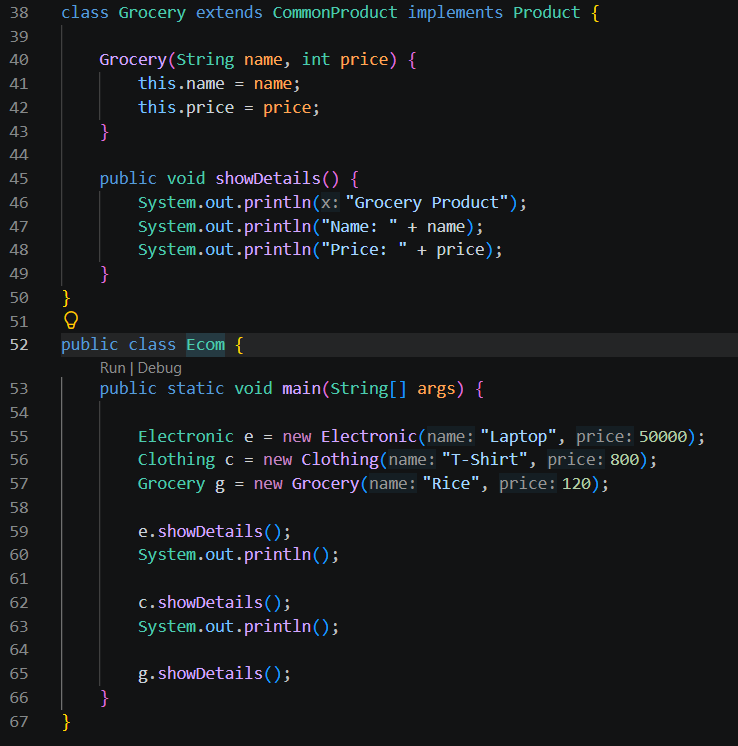 38 class Grocery extends CommonProduct implements Product {
39
40 Grocery(String name, int price) {
41 this.name = name;
42 this.price = price;
43 }
44
45 public void showDetails() {
46 System.out.println(x: "Grocery Product");
47 System.out.println("Name: " + name);
48 System.out.println("Price: " + price);
49 }
50 }
51
52 public class Ecom {
Run | Debug
53 public static void main(String[] args) {
54
55 Electronic e = new Electronic(name: "Laptop", price: 50000);
56 Clothing c = new Clothing(name: "T-Shirt", price: 800);
57 Grocery g = new Grocery(name: "Rice", price: 120);
58
59 e.showDetails();
60 System.out.println();
61
62 c.showDetails();
63 System.out.println();
64
65 g.showDetails();
66 }
67 }